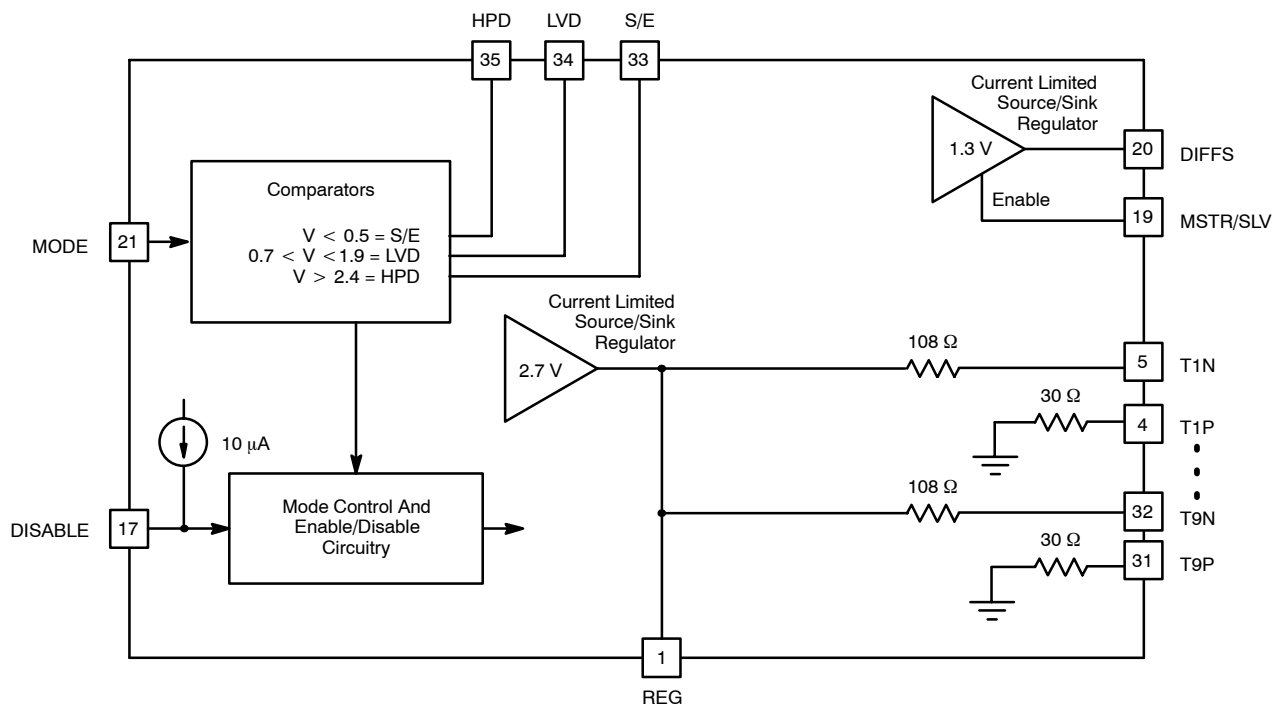 HPD LVD S/E
35 34 33
Current Limited
Source/Sink
Regulator
1.3 V
20
DIFFS
Enable
19
MSTR/SLV
Comparators
V < 0.5 = S/E
0.7 < V <1.9 = LVD
V > 2.4 = HPD
MODE
21
Current Limited
Source/Sink
Regulator
2.7 V
108 Ω
5
T1N
30 Ω
4
T1P
10 μA
108 Ω
32
T9N
30 Ω
31
T9P
DISABLE
17
Mode Control And
Enable/Disable
Circuitry
1
REG